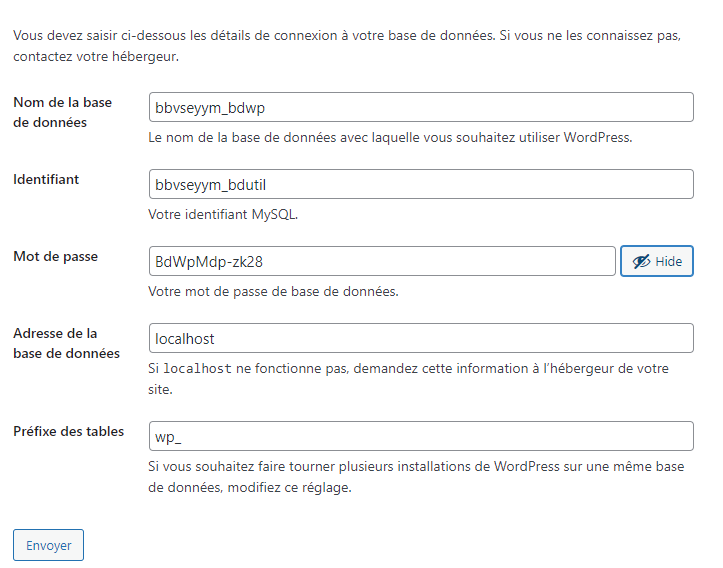 Vous devez saisir ci-dessous les détails de connexion à votre base de données. Si vous ne les connaissez pas,
contactez votre hébergeur.
Nom de la base
de données
bbvseyym_bdwp
Le nom de la base de données avec laquelle vous souhaitez utiliser WordPress.
Identifiant
bbvseyym_bdutil
Votre identifiant MySQL.
Mot de passe
BdWpMdp-zk28
Hide
Votre mot de passe de base de données.
Adresse de la
base de données
localhost
Si localhost ne fonctionne pas, demandez cette information à l’hébergeur de votre
site.
Préfixe des tables
wp_
Si vous souhaitez faire tourner plusieurs installations de WordPress sur une même base
de données, modifiez ce réglage.
Envoyer